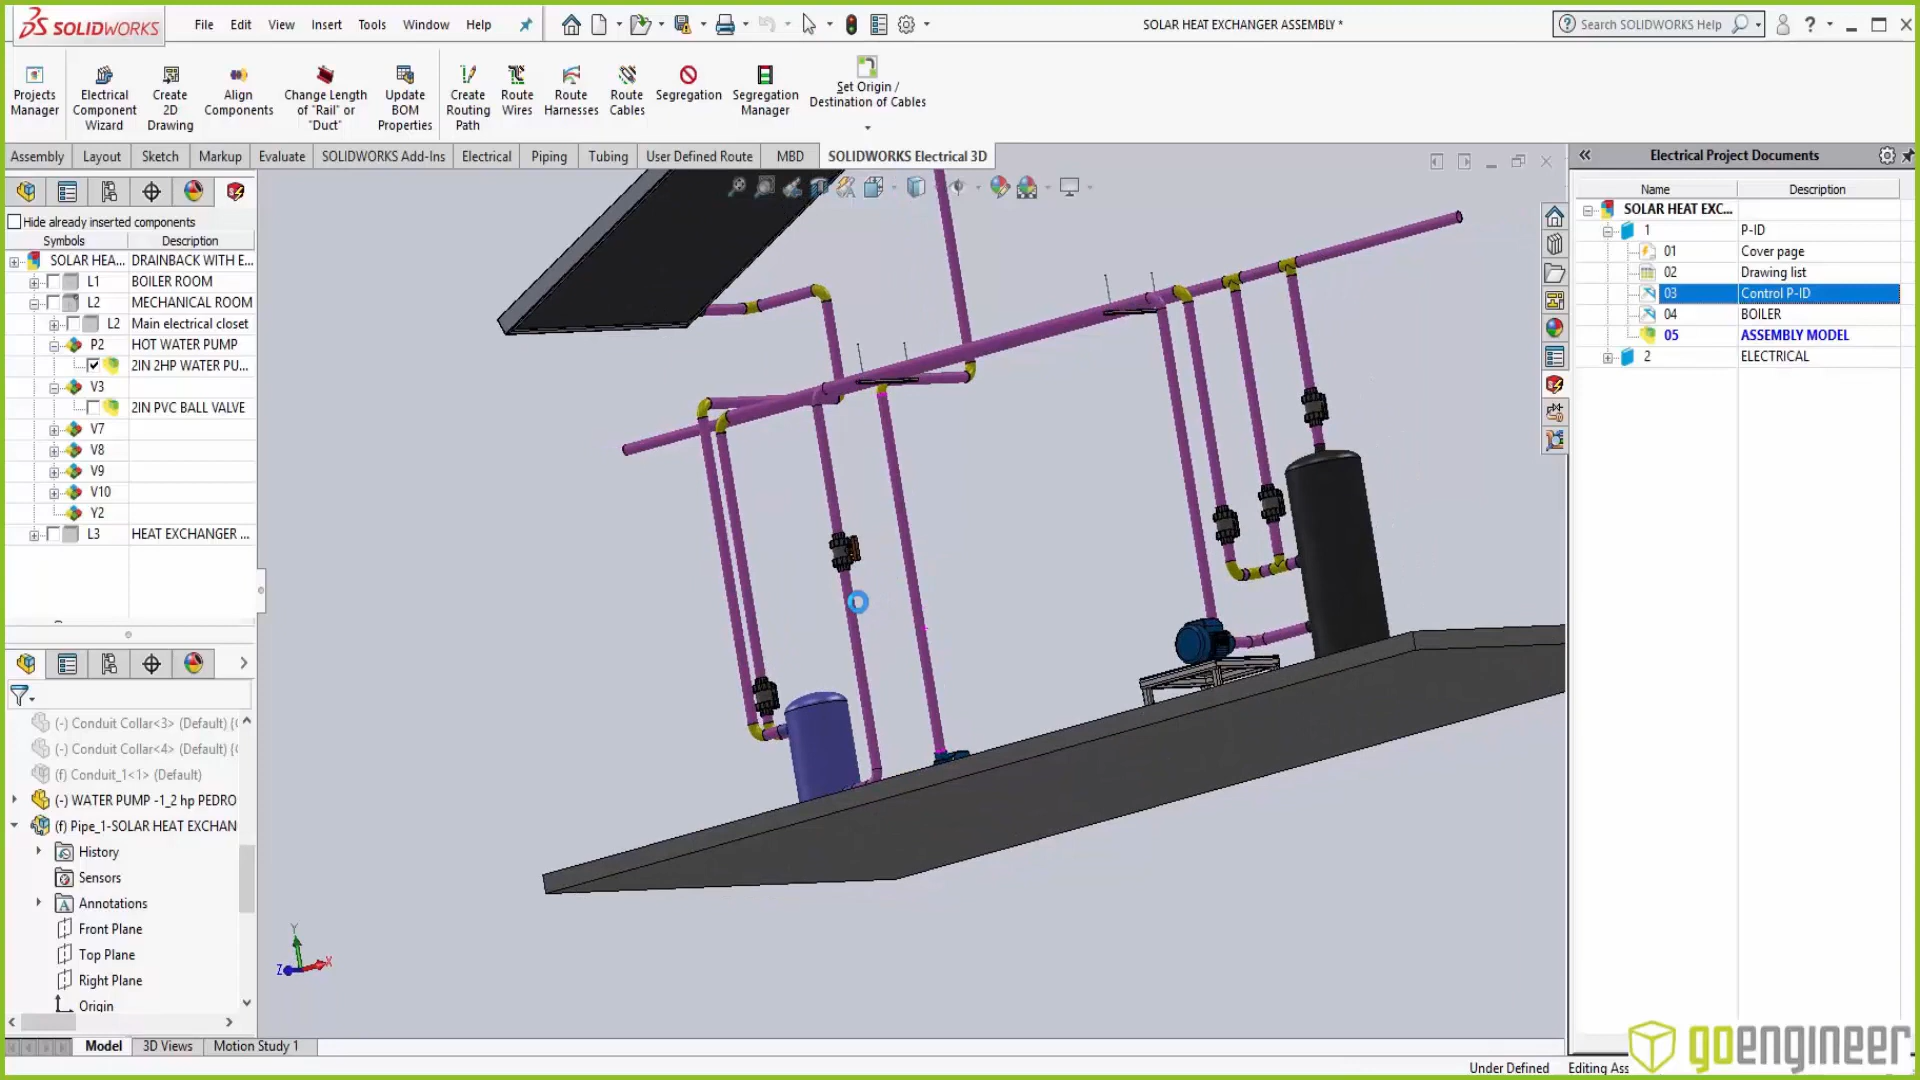 SOLIDWORKS
File Edit View Insert Tools Window Help
SOLAR HEAT EXCHANGER ASSEMBLY *
Search SOLIDWORKS Help
Projects Manager
Electrical Component Wizard
Create 2D Drawing
Align Components
Change Length of "Rail" or "Duct"
Update BOM Properties
Create Routing Path
Route Wires
Route Harnesses
Route Cables
Segregation
Segregation Manager
Set Origin / Destination of Cables
Assembly Layout Sketch Markup Evaluate SOLIDWORKS Add-Ins Electrical Piping Tubing User Defined Route MBD SOLIDWORKS Electrical 3D
Hide already inserted components
Symbols Description
SOLAR HEA... DRAINBACK WITH E...
L1 BOILER ROOM
L2 MECHANICAL ROOM
L2 Main electrical closet
P2 HOT WATER PUMP
2IN 2HP WATER PU...
V3
2IN PVC BALL VALVE
V7
V8
V9
V10
Y2
L3 HEAT EXCHANGER ...
(-) Conduit Collar<3> (Default) {(
(-) Conduit Collar<4> (Default) {(
(f) Conduit_1<1> (Default)
(-) WATER PUMP -1_2 hp PEDRO
(f) Pipe_1-SOLAR HEAT EXCHAN
History
Sensors
Annotations
Front Plane
Top Plane
Right Plane
Origin
Y
Z
X
Model 3D Views Motion Study 1
Electrical Project Documents
Name Description
SOLAR HEAT EXC...
1 P-ID
01 Cover page
02 Drawing list
03 Control P-ID
04 BOILER
05 ASSEMBLY MODEL
2 ELECTRICAL
Under Defined Editing Ass
goengineer